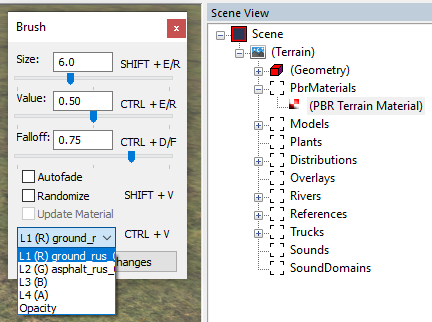 Brush
x
Size: 6.0 SHIFT + E/R
Value: 0.50 CTRL + E/R
Falloff: 0.75 CTRL + D/F
Autofade
Randomize SHIFT + V
Update Material
L1 (R) ground_r CTRL + V
L1 (R) ground_rus_
hanges
L2 (G) asphalt_rus_
L3 (B)
L4 (A)
Opacity
Scene View
Scene
(Terrain)
(Geometry)
PbrMaterials
(PBR Terrain Material)
Models
Plants
Distributions
Overlays
Rivers
References
Trucks
Sounds
SoundDomains